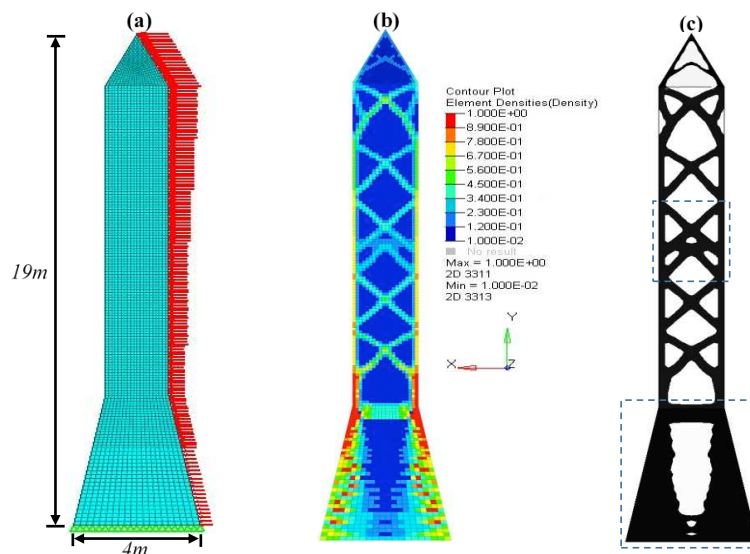 (a)
(b)
(c)
19m
4m
Contour Plot
Element Densities(Density)
1.000E+00
8.900E-01
7.800E-01
6.700E-01
5.600E-01
4.500E-01
3.400E-01
2.300E-01
1.200E-01
1.000E-02
No result
Max = 1.000E+00
2D 3311
Min = 1.000E-02
2D 3313
Y
X
Z